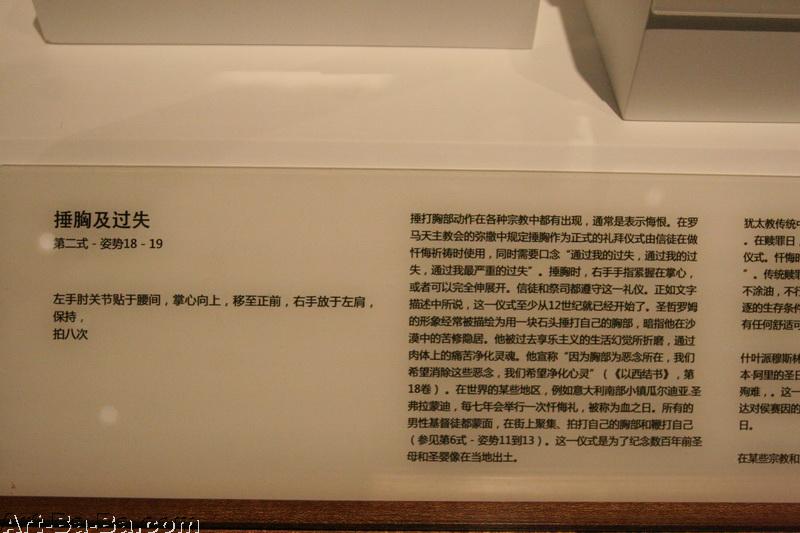 捶胸及过失
第二式 - 姿势18 - 19
左手肘关节贴于腰间，掌心向上，移至正前，右手放于左肩，
保持，
拍八次
捶打胸部动作在各种宗教中都有出现，通常是表示悔恨。在罗
马天主教会的弥撒中规定捶胸作为正式的礼拜仪式由信徒在做
忏悔祈祷时使用，同时需要口念“通过我的过失，通过我的过
失，通过我最严重的过失”。捶胸时，右手手指紧握在掌心，
或者可以完全伸展开。信徒和祭司都遵守这一礼行。正如文字
描述中所说，这一仪式至少从12世纪就已经开始了。圣哲罗姆
的形象经常被描绘为用一块石头捶打自己的胸部，暗指他在沙
漠中的苦修隐居。他被过去享乐主义的生活幻觉所折磨，通过
肉体上的痛苦净化灵魂。他宣称“因为胸部为恶念所在，我们
希望消除这些恶念，我们希望净化心灵”（《以西结书》，第
18卷）。在世界的某些地区，例如意大利南部小镇瓜尔迪亚.圣
弗拉蒙迪，每七年会举行一次忏悔礼，被称为血之日。所有的
男性基督徒都蒙面，在街上聚集、拍打自己的胸部和鞭打自己
（参见第6式 - 姿势11到13）。这一仪式是为了纪念数百年前圣
母和圣婴像在当地出土。
犹太教传统中
。在赎罪日，
仪式。忏悔时
”。传统赎罪
不涂油，不行
逐的生存条件
有任何舒适可
什叶派穆斯林
本·阿里的圣日
殉难，。这一
达对侯赛因的
日。
在某些宗教和
Art-Ba-Ba.com